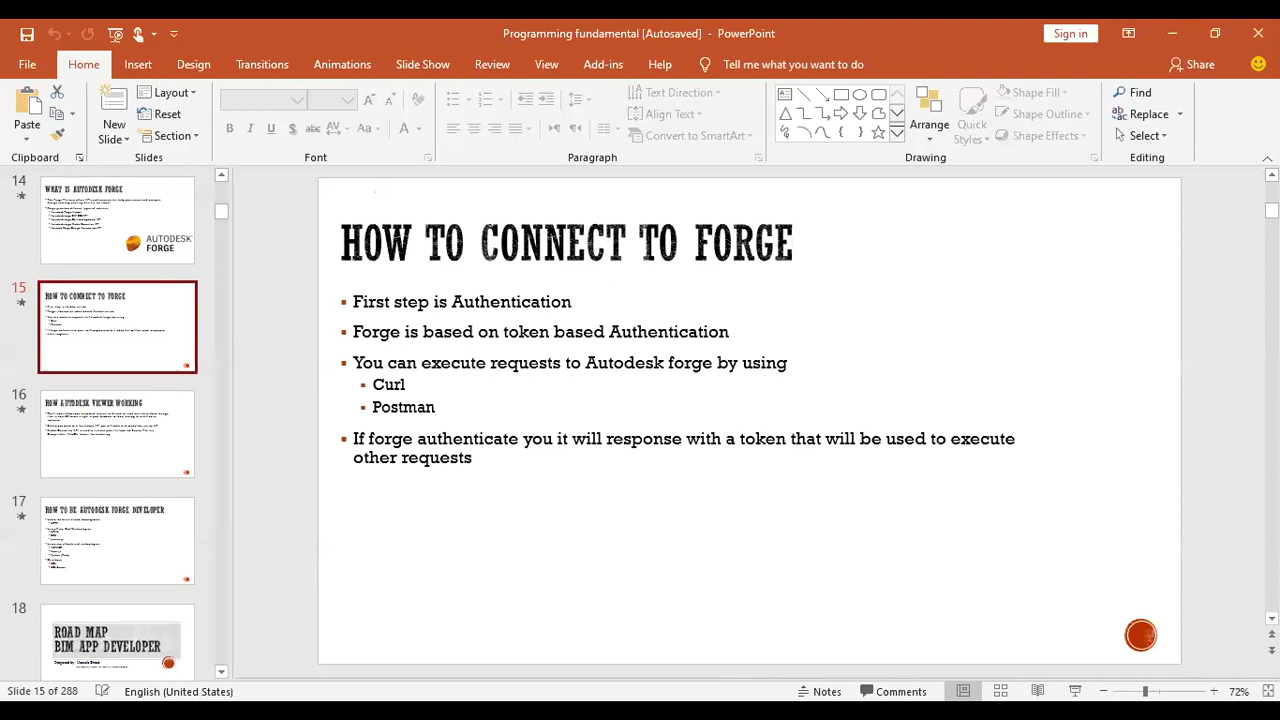 Programming fundamental [Autosaved] - PowerPoint
Sign in
File Home Insert Design Transitions Animations Slide Show Review View Add-ins Help Tell me what you want to do Share
Paste
Clipboard
New
Slide
Layout
Reset
Section
Slides
B I U S abc AV Aa A
Font
Text Direction
Align Text
Convert to SmartArt
Paragraph
Arrange
Quick
Styles
Shape Fill
Shape Outline
Shape Effects
Drawing
Find
Replace
Select
Editing
14
WHAT IS AUTODESK FORGE
AUTODESK
FORGE
15
HOW TO CONNECT TO FORGE
16
HOW AUTODESK VIEWER WORKING
17
HOW TO BE AUTODESK FORGE DEVELOPER
18
ROAD MAP
BIM APP DEVELOPER
HOW TO CONNECT TO FORGE
First step is Authentication
Forge is based on token based Authentication
You can execute requests to Autodesk forge by using
Curl
Postman
If forge authenticate you it will response with a token that will be used to execute
other requests
Slide 15 of 288
English (United States)
Notes
Comments
72%